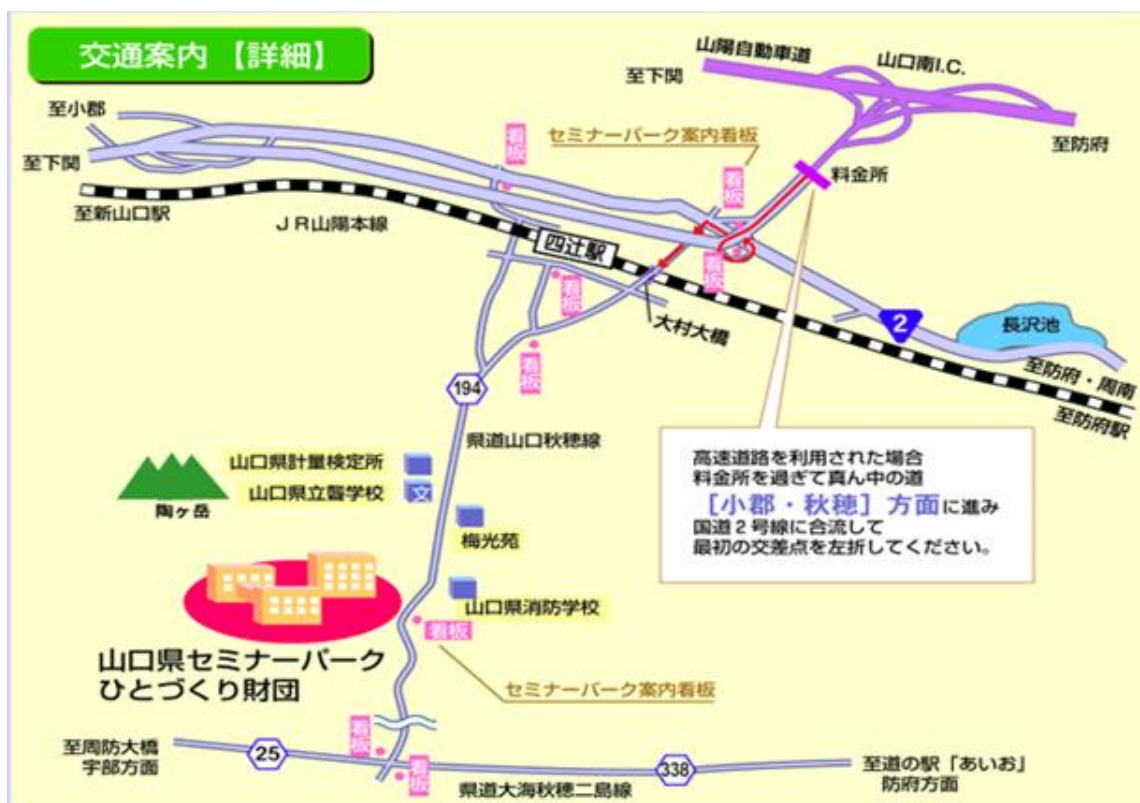 交通案内【詳細】
山陽自動車道
山口南I.C.
至下関
至防府
至小郡
至下関
看板
セミナーパーク案内看板
看板
料金所
至新山口駅
JR山陽本線
四辻駅
看板
看板
大村大橋
2
長沢池
至防府・周南
至防府駅
看板
194
県道山口秋穂線
高速道路を利用された場合
料金所を過ぎて真ん中の道
[小郡・秋穂]方面に進み
国道2号線に合流して
最初の交差点を左折してください。
山口県計量検定所
山口県立聾学校
文
陶ヶ岳
梅光苑
山口県消防学校
看板
山口県セミナーパーク
ひとづくり財団
セミナーパーク案内看板
看板
至周防大橋
宇部方面
25
看板
県道大海秋穂二島線
338
至道の駅「あいお」
防府方面